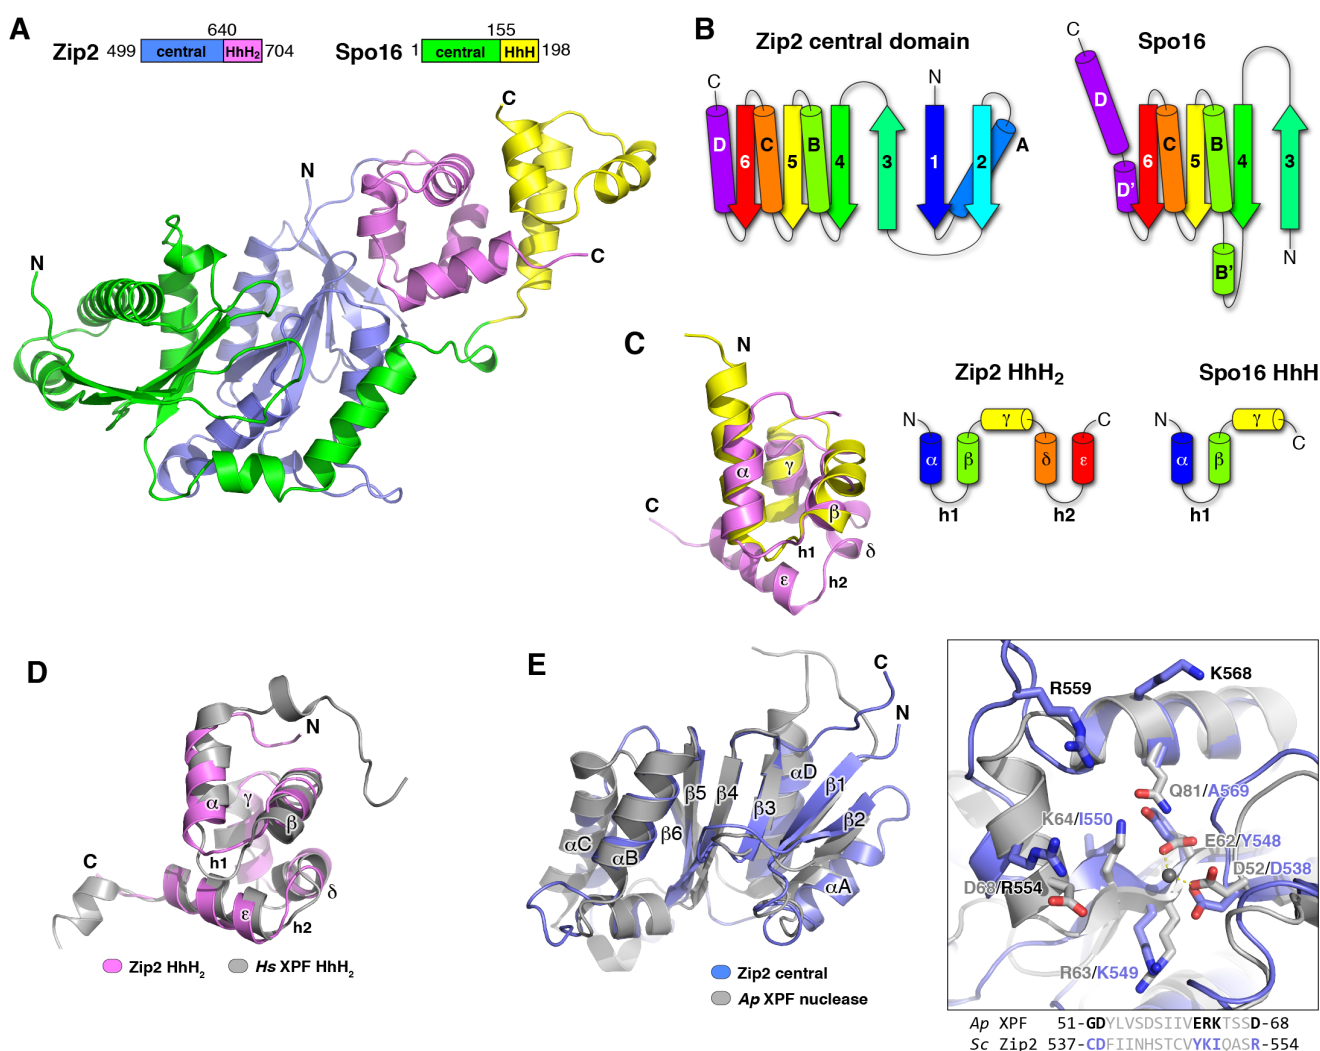 A
Zip2 499 central 640 HhH2 704
Spo16 1 central 155 HhH 198
C
N
N
C
B
Zip2 central domain
Spo16
C
N
D
6
C
5
B
4
3
1
2
A
C
D
D'
6
C
5
B
4
3
B'
N
C
N
C
α
γ
β
h1
δ
ε
h2
Zip2 HhH2
Spo16 HhH
N
α
β
γ
δ
ε
C
h1
h2
N
α
β
γ
C
h1
D
N
C
α
γ
β
h1
δ
ε
h2
Zip2 HhH2
Hs XPF HhH2
E
C
N
αD
β5
β4
β3
β1
β6
β2
αC
αB
αA
Zip2 central
Ap XPF nuclease
R559
K568
Q81/A569
K64/I550
E62/Y548
D52/D538
D68/R554
R63/K549
Ap XPF 51-GDYLVSDSIIVERKTSSD-68
Sc Zip2 537-CDFIINHSTCVYKIQASR-554